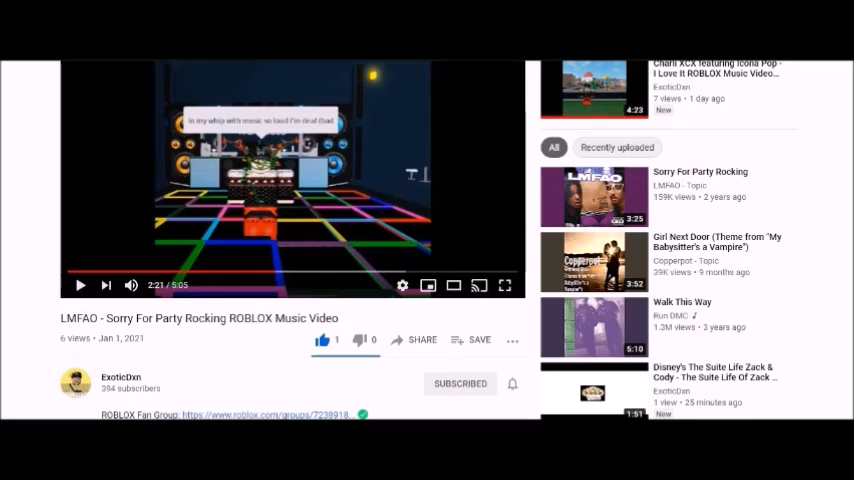 Charli XCX featuring Icona Pop -
I Love It ROBLOX Music Video...
ExoticDxn
7 views • 1 day ago
New
4:23
In my whip with music so loud I'm deaf (bad
All
Recently uploaded
Sorry For Party Rocking
LMFAO - Topic
159K views • 2 years ago
LMFAO
3:25
Girl Next Door (Theme from "My
Babysitter's a Vampire")
Copperpot - Topic
39K views • 9 months ago
Copperpot
3:52
2:21 / 5:05
LMFAO - Sorry For Party Rocking ROBLOX Music Video
6 views • Jan 1, 2021
1
0
SHARE
SAVE
Walk This Way
Run DMC
1.3M views • 3 years ago
5:10
ExoticDxn
394 subscribers
SUBSCRIBED
Disney's The Suite Life Zack &
Cody - The Suite Life Of Zack ...
ExoticDxn
1 view • 25 minutes ago
New
1:51
ROBLOX Fan Group: https://www.roblox.com/groups/7238918...